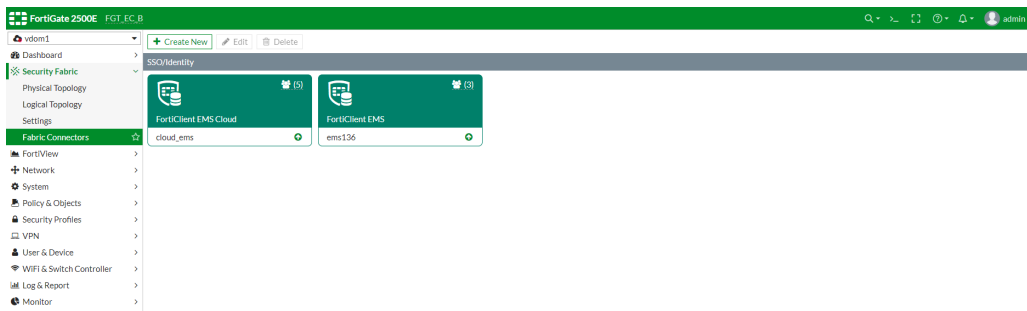 FortiGate 2500E FGT_EC_B
admin
vdom1
Dashboard
Security Fabric
Physical Topology
Logical Topology
Settings
Fabric Connectors
FortiView
Network
System
Policy & Objects
Security Profiles
VPN
User & Device
WiFi & Switch Controller
Log & Report
Monitor
+ Create New Edit Delete
SSO/Identity
(5)
FortiClient EMS Cloud
cloud_ems
(3)
FortiClient EMS
ems136